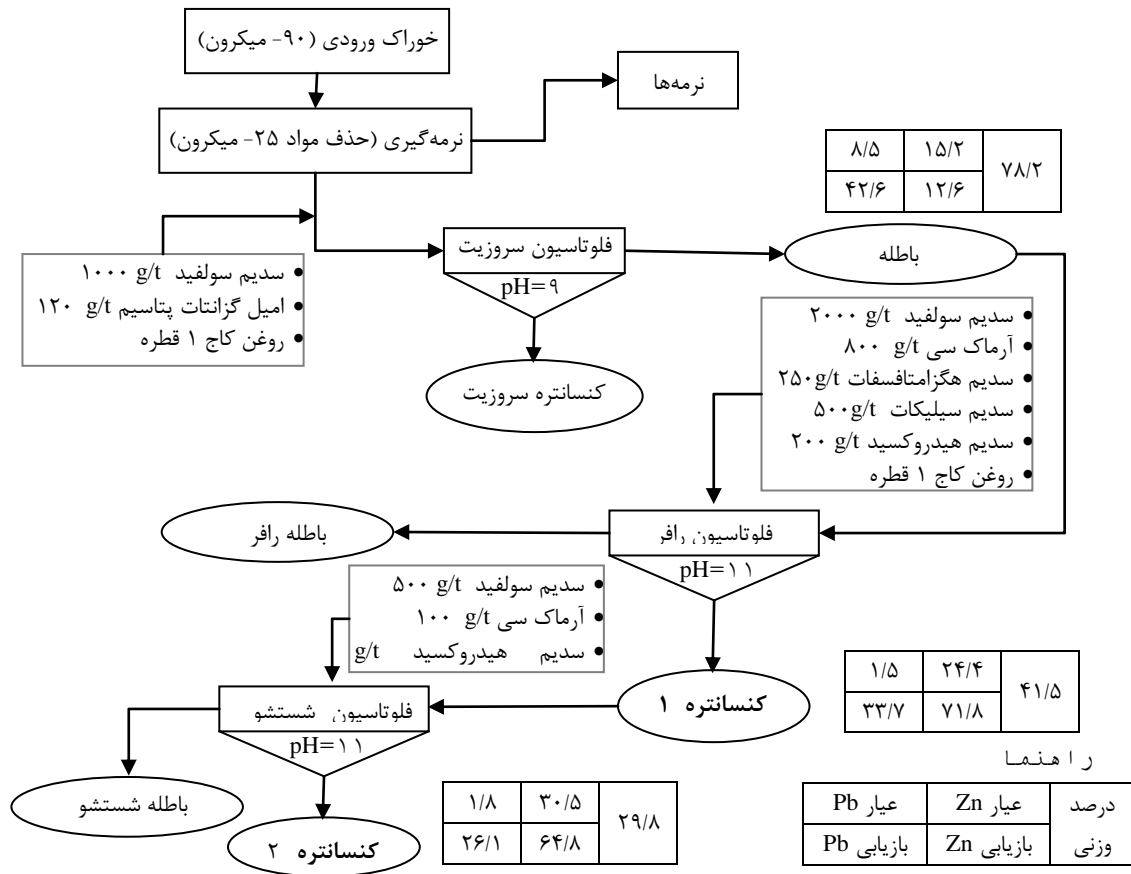 خوراک ورودی (۹۰- میکرون)
نرمه‌ها
نرمه‌گیری (حذف مواد ۲۵- میکرون)
۸/۵ ۱۵/۲ ۷۸/۲
۴۲/۶ ۱۲/۶
فلوتاسیون سروزیت
pH=۹
باطله
• سدیم سولفید ۱۰۰۰ g/t
• امیل گزانتات پتاسیم ۱۲۰ g/t
• روغن کاج ۱ قطره
کنسانتره سروزیت
• سدیم سولفید ۲۰۰۰ g/t
• آرماک سی ۸۰۰ g/t
• سدیم هگزامتافسفات ۲۵۰g/t
• سدیم سیلیکات ۵۰۰g/t
• سدیم هیدروکسید ۲۰۰ g/t
• روغن کاج ۱ قطره
فلوتاسیون رافر
pH=۱۱
باطله رافر
• سدیم سولفید ۵۰۰ g/t
• آرماک سی ۱۰۰ g/t
• سدیم هیدروکسید g/t
کنسانتره ۱
۱/۵ ۲۴/۴ ۴۱/۵
۳۳/۷ ۷۱/۸
فلوتاسیون شستشو
pH=۱۱
باطله شستشو
کنسانتره ۲
۱/۸ ۳۰/۵ ۲۹/۸
۲۶/۱ ۶۴/۸
راهنما
درصد وزنی
عیار Zn عیار Pb
بازیابی Zn بازیابی Pb